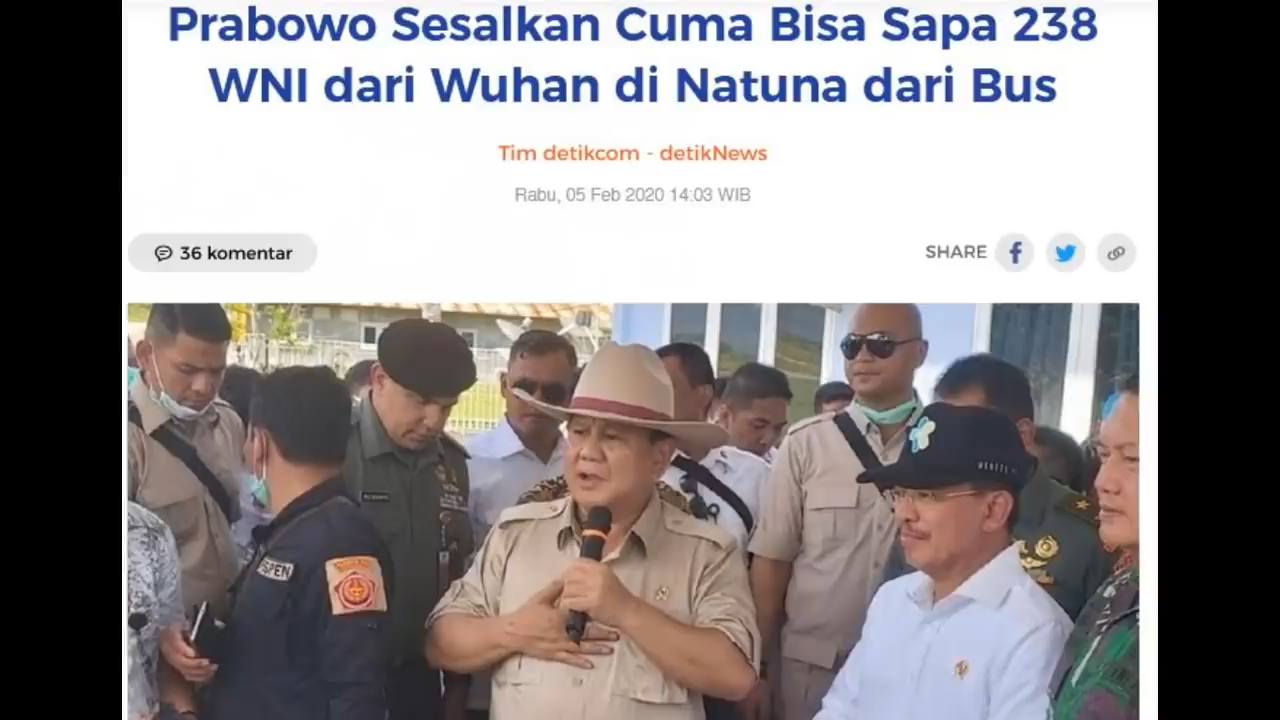 Prabowo Sesalkan Cuma Bisa Sapa 238
WNI dari Wuhan di Natuna dari Bus
Tim detikcom - detikNews
Rabu, 05 Feb 2020 14:03 WIB
36 komentar
SHARE